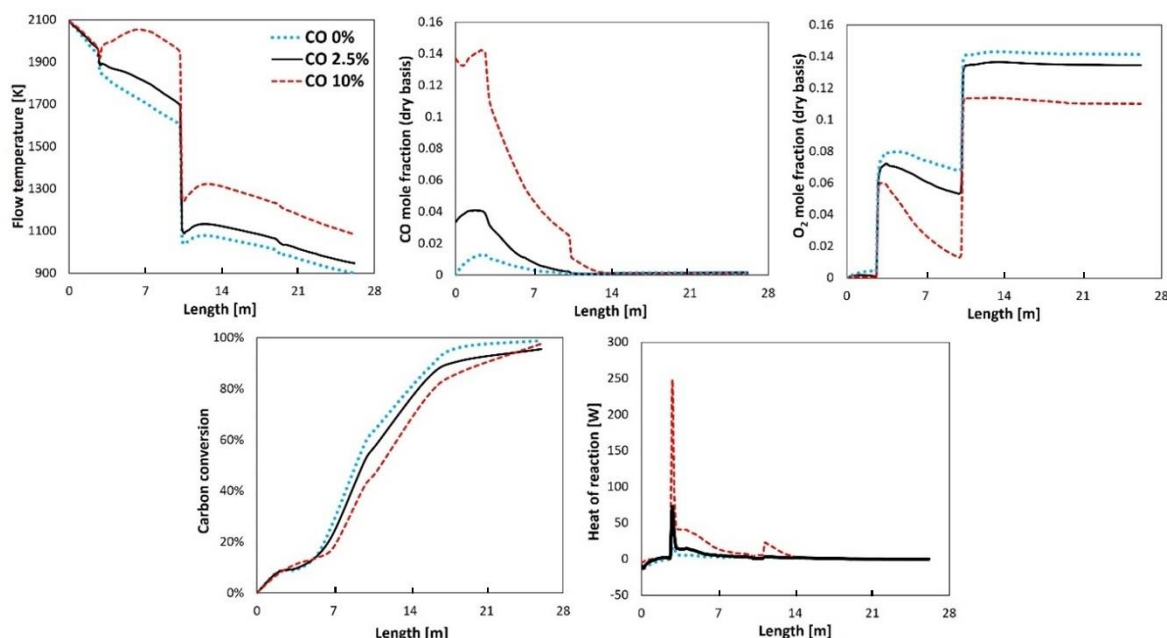 Flow temperature [K]
2100
1900
1700
1500
1300
1100
900
0 7 14 21 28
Length [m]
CO 0%
CO 2.5%
CO 10%
CO mole fraction (dry basis)
0.16
0.14
0.12
0.1
0.08
0.06
0.04
0.02
0
0 7 14 21 28
Length [m]
O2 mole fraction (dry basis)
0.16
0.14
0.12
0.1
0.08
0.06
0.04
0.02
0
0 7 14 21 28
Length [m]
Carbon conversion
100%
80%
60%
40%
20%
0%
0 7 14 21 28
Length [m]
Heat of reaction [W]
300
250
200
150
100
50
0
-50
0 7 14 21 28
Length [m]